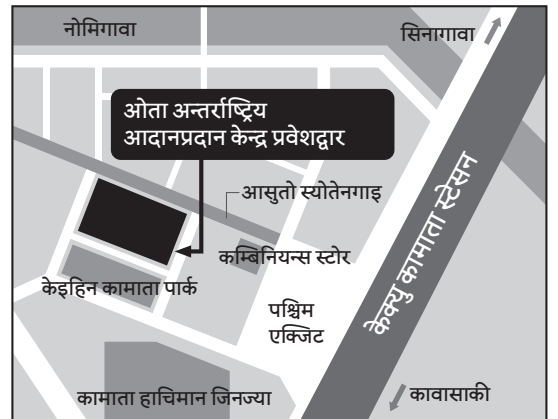 नोमिगावा
सिनागावा
ओता अन्तर्राष्ट्रिय
आदानप्रदान केन्द्र प्रवेशद्वार
आसुतो स्योतेनगाइ
केक्यु कामाता स्टेसन
कम्बिनियन्स स्टोर
केइहिन कामाता पार्क
पश्चिम
एक्जिट
कामाता हाचिमान जिनज्या
कावासाकी